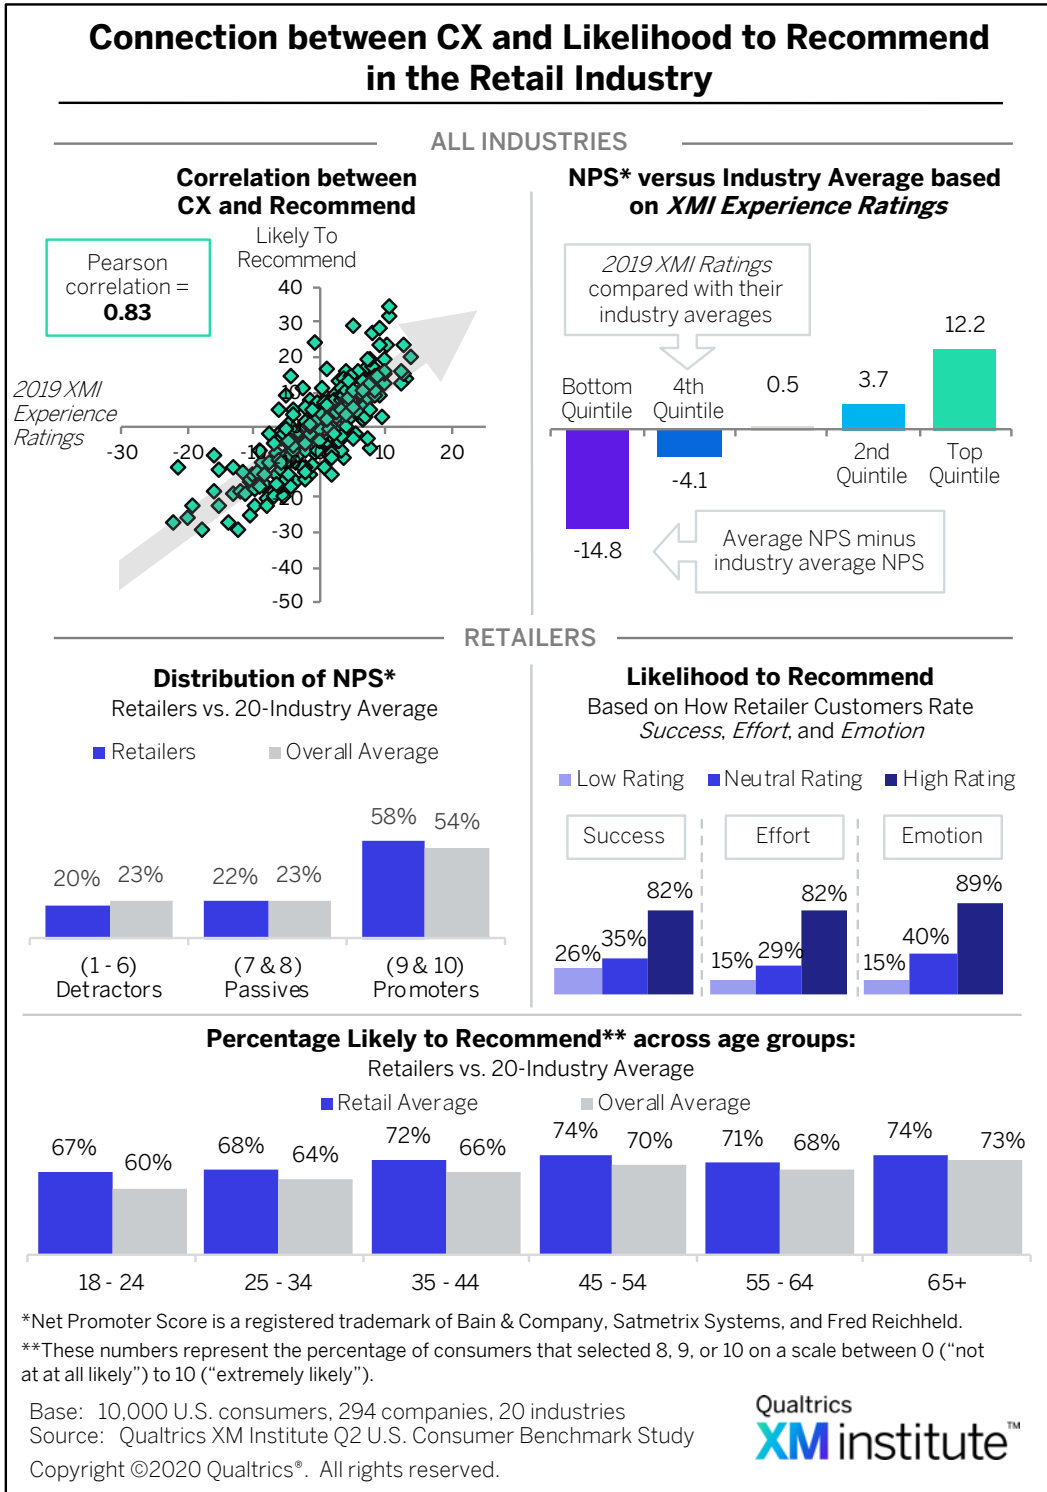 Connection between CX and Likelihood to Recommend
in the Retail Industry
ALL INDUSTRIES
Correlation between
CX and Recommend
Pearson
correlation =
0.83
Likely To
Recommend
2019 XMI
Experience
Ratings
40
30
20
10
-20
-30
-40
-50
-30
-20
-10
10
20
NPS* versus Industry Average based
on XMI Experience Ratings
2019 XMI Ratings
compared with their
industry averages
Bottom
Quintile
4th
Quintile
0.5
3.7
12.2
-14.8
-4.1
2nd
Quintile
Top
Quintile
Average NPS minus
industry average NPS
RETAILERS
Distribution of NPS*
Retailers vs. 20-Industry Average
Retailers
Overall Average
20%
23%
22%
23%
58%
54%
(1 - 6)
Detractors
(7 & 8)
Passives
(9 & 10)
Promoters
Likelihood to Recommend
Based on How Retailer Customers Rate
Success, Effort, and Emotion
Low Rating
Neutral Rating
High Rating
Success
Effort
Emotion
26%
35%
82%
15%
29%
82%
15%
40%
89%
Percentage Likely to Recommend** across age groups:
Retailers vs. 20-Industry Average
Retail Average
Overall Average
67%
60%
68%
64%
72%
66%
74%
70%
71%
68%
74%
73%
18 - 24
25 - 34
35 - 44
45 - 54
55 - 64
65+
*Net Promoter Score is a registered trademark of Bain & Company, Satmetrix Systems, and Fred Reichheld.
**These numbers represent the percentage of consumers that selected 8, 9, or 10 on a scale between 0 (“not
at at all likely”) to 10 (“extremely likely”).
Base: 10,000 U.S. consumers, 294 companies, 20 industries
Source: Qualtrics XM Institute Q2 U.S. Consumer Benchmark Study
Copyright ©2020 Qualtrics®. All rights reserved.
Qualtrics
XM institute™